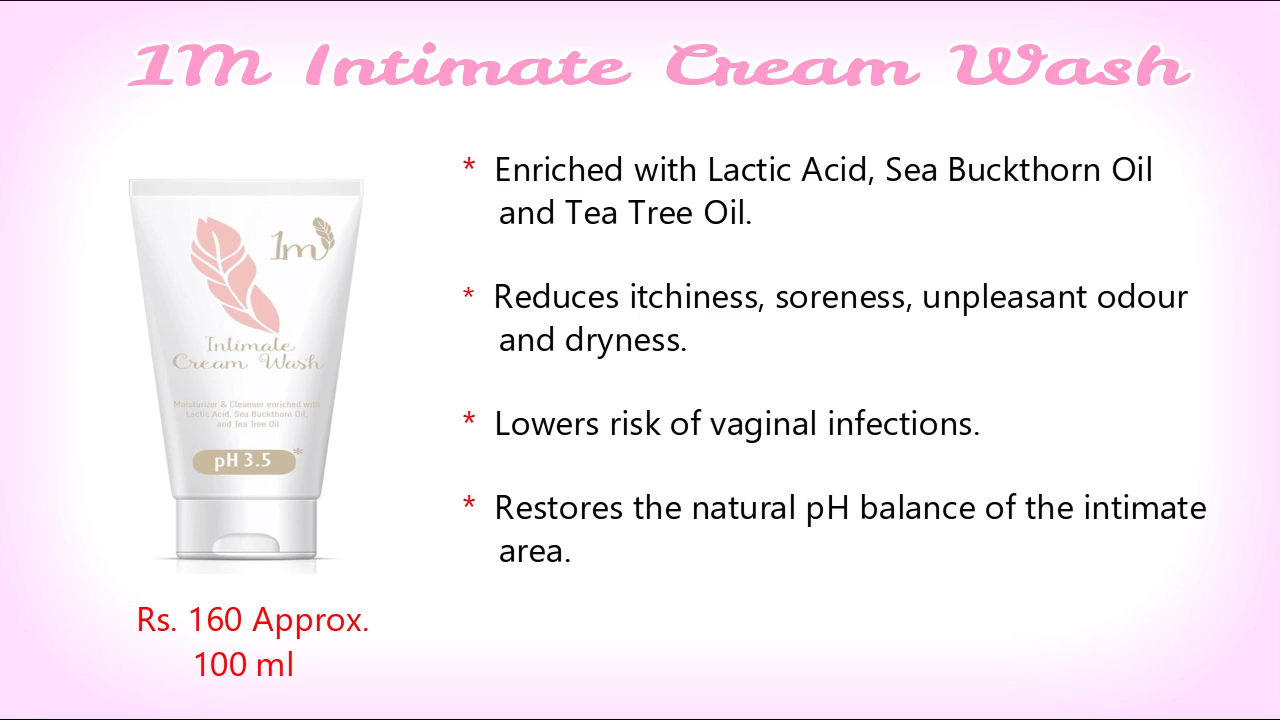 1M Intimate Cream Wash
* Enriched with Lactic Acid, Sea Buckthorn Oil
and Tea Tree Oil.
* Reduces itchiness, soreness, unpleasant odour
and dryness.
* Lowers risk of vaginal infections.
* Restores the natural pH balance of the intimate
area.
1m
Intimate
Cream Wash
Moisturizer & Cleanser enriched with
Lactic Acid, Sea Buckthorn Oil,
and Tea Tree Oil
pH 3.5
Rs. 160 Approx.
100 ml